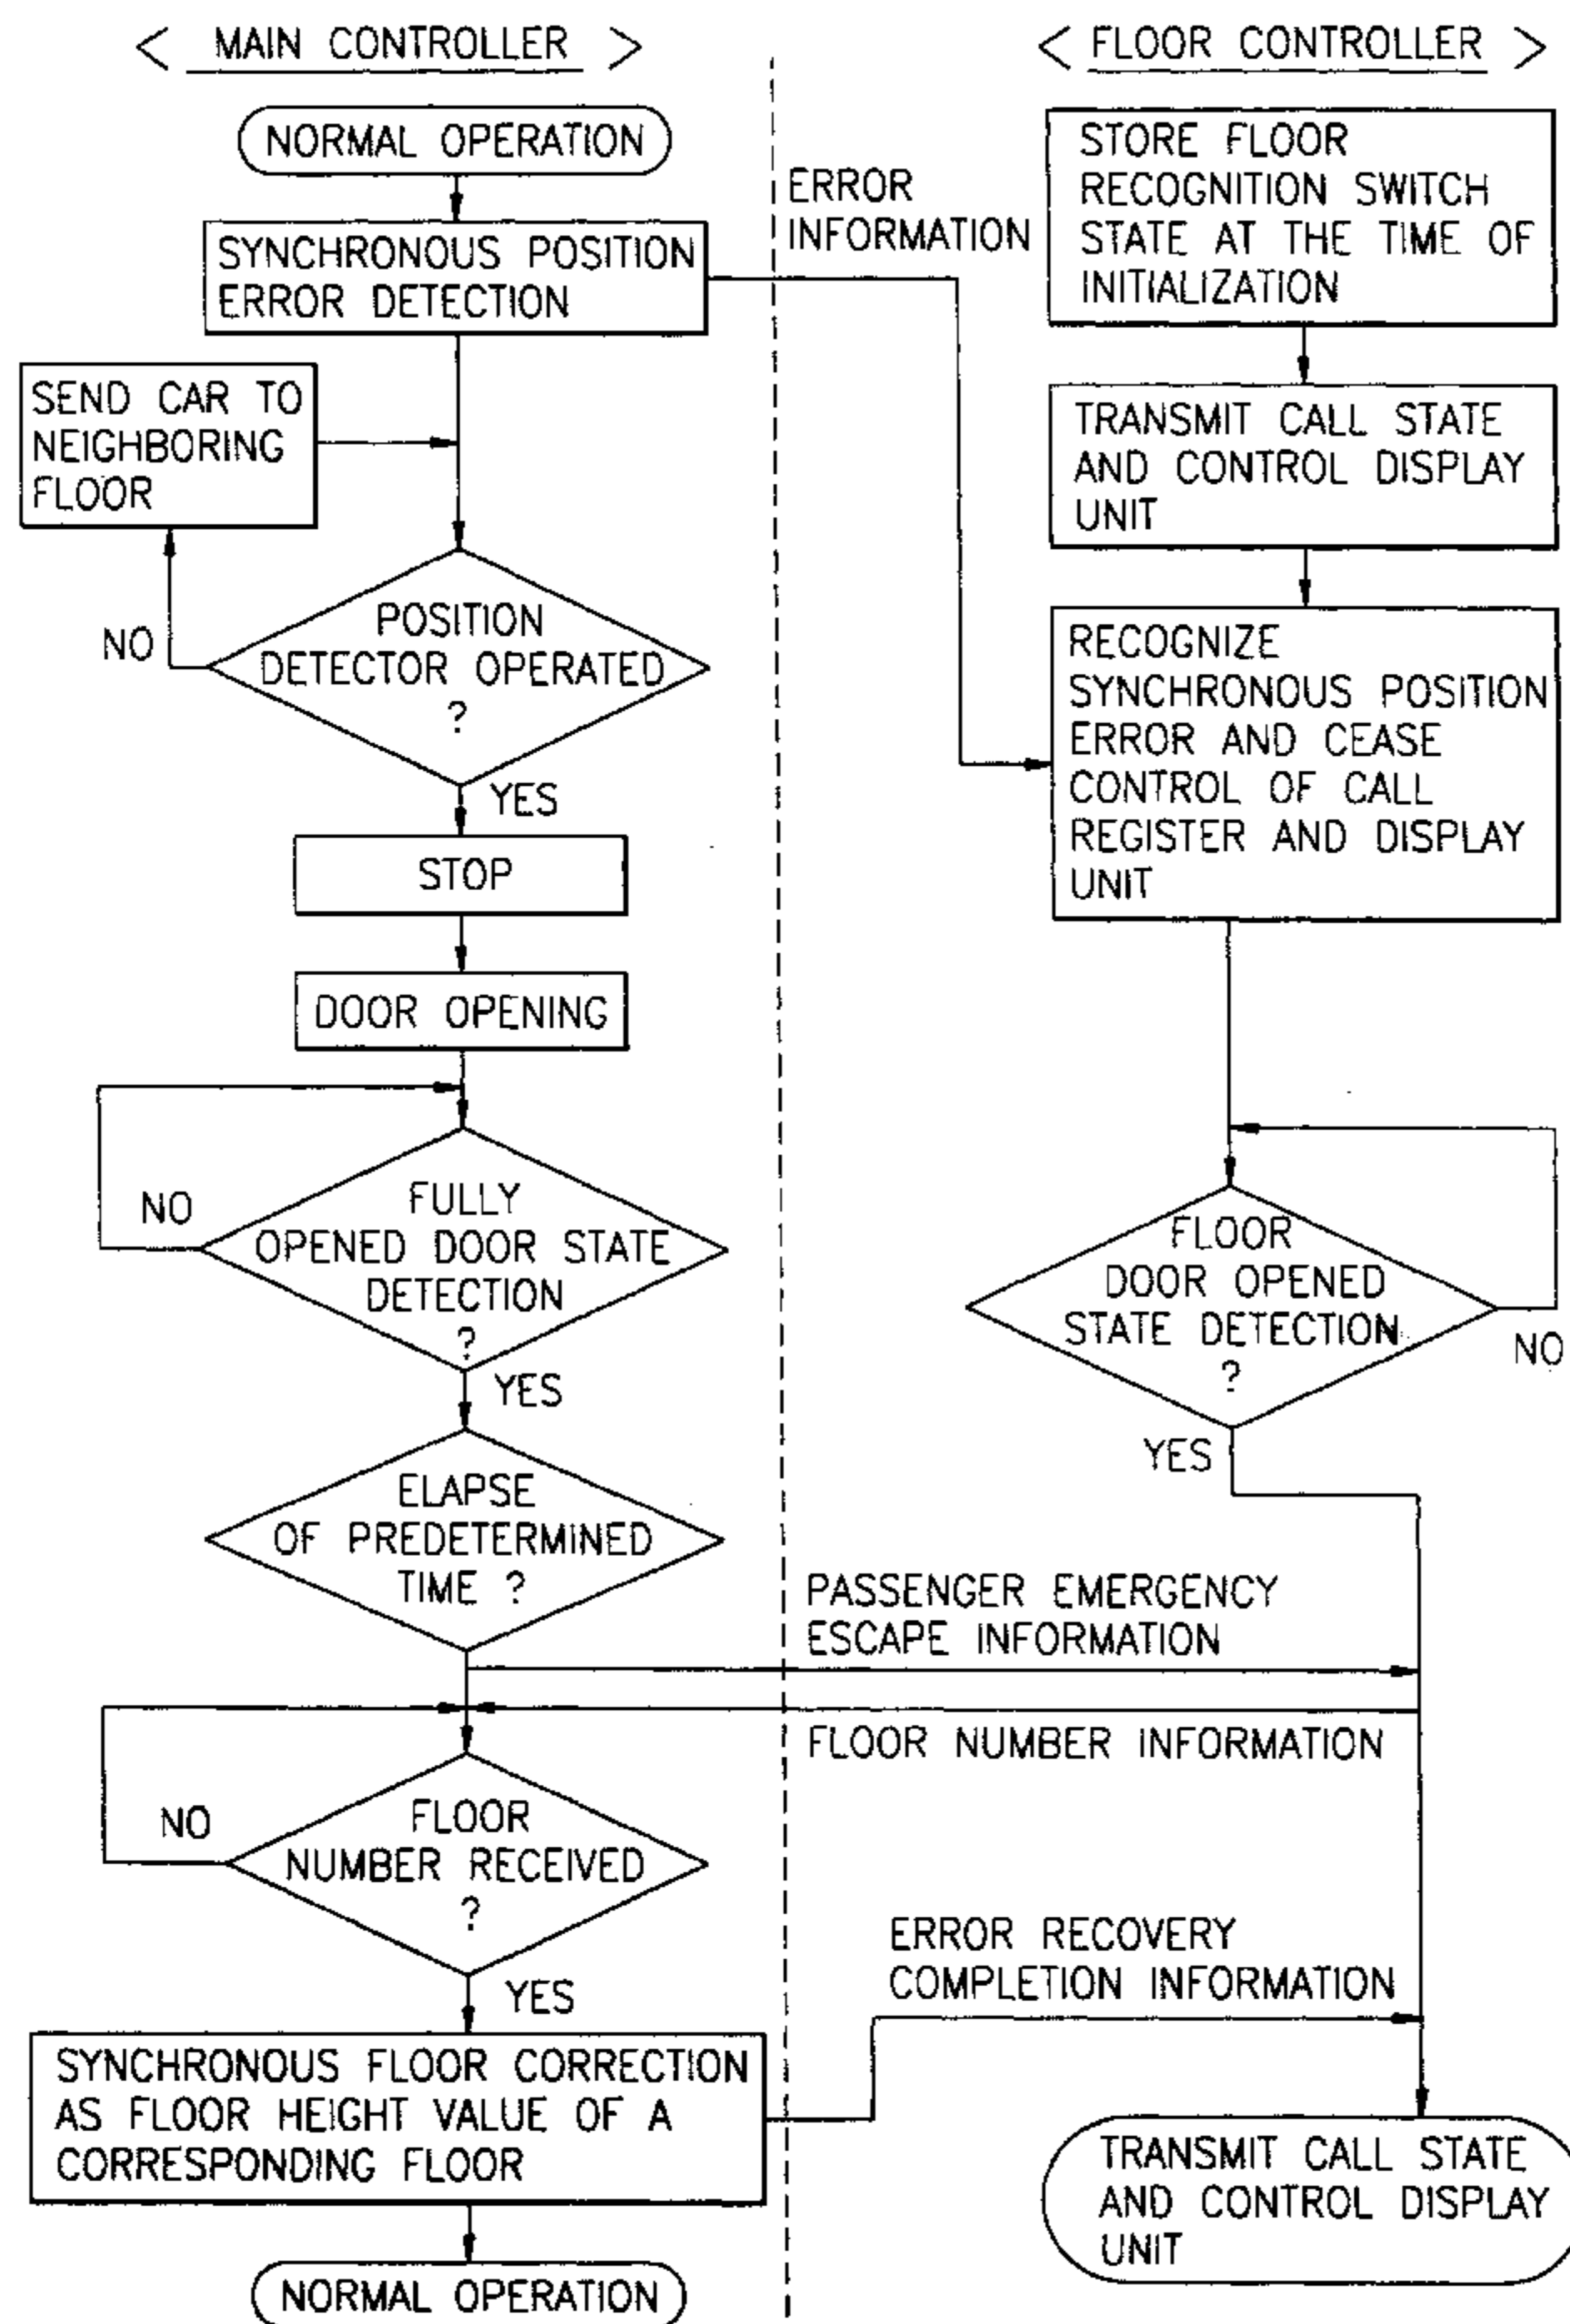 < MAIN CONTROLLER >
NORMAL OPERATION
SYNCHRONOUS POSITION
ERROR DETECTION
SEND CAR TO
NEIGHBORING
FLOOR
POSITION
DETECTOR OPERATED
?
NO
YES
STOP
DOOR OPENING
FULLY
OPENED DOOR STATE
DETECTION
?
NO
YES
ELAPSE
OF PREDETERMINED
TIME ?
FLOOR
NUMBER RECEIVED
?
NO
YES
SYNCHRONOUS FLOOR CORRECTION
AS FLOOR HEIGHT VALUE OF A
CORRESPONDING FLOOR
NORMAL OPERATION
ERROR
INFORMATION
PASSENGER EMERGENCY
ESCAPE INFORMATION
FLOOR NUMBER INFORMATION
ERROR RECOVERY
COMPLETION INFORMATION
< FLOOR CONTROLLER >
STORE FLOOR
RECOGNITION SWITCH
STATE AT THE TIME OF
INITIALIZATION
TRANSMIT CALL STATE
AND CONTROL DISPLAY
UNIT
RECOGNIZE
SYNCHRONOUS POSITION
ERROR AND CEASE
CONTROL OF CALL
REGISTER AND DISPLAY
UNIT
FLOOR
DOOR OPENED
STATE DETECTION
?
NO
YES
TRANSMIT CALL STATE
AND CONTROL DISPLAY
UNIT